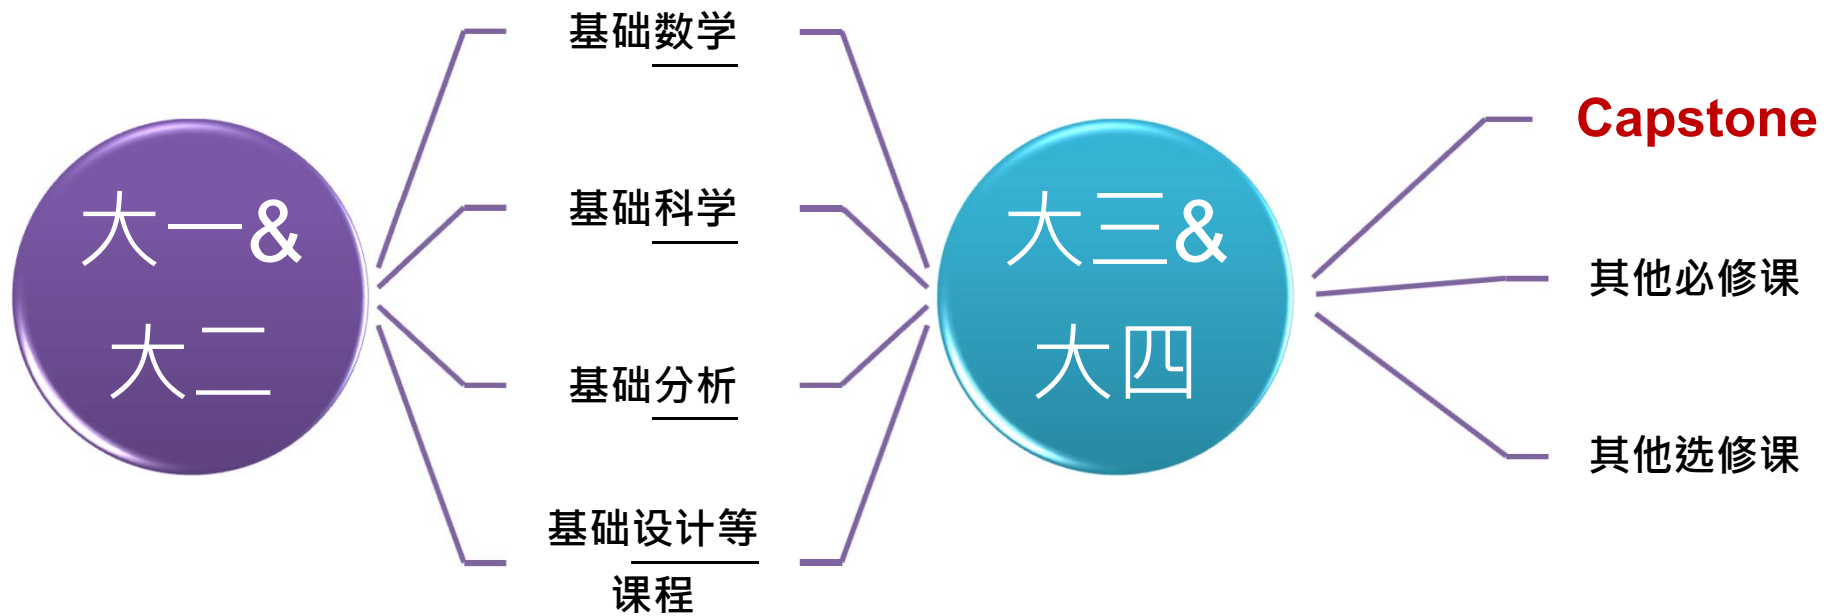 大一&
大二
基础数学
基础科学
基础分析
基础设计等
课程
大三&
大四
Capstone
其他必修课
其他选修课